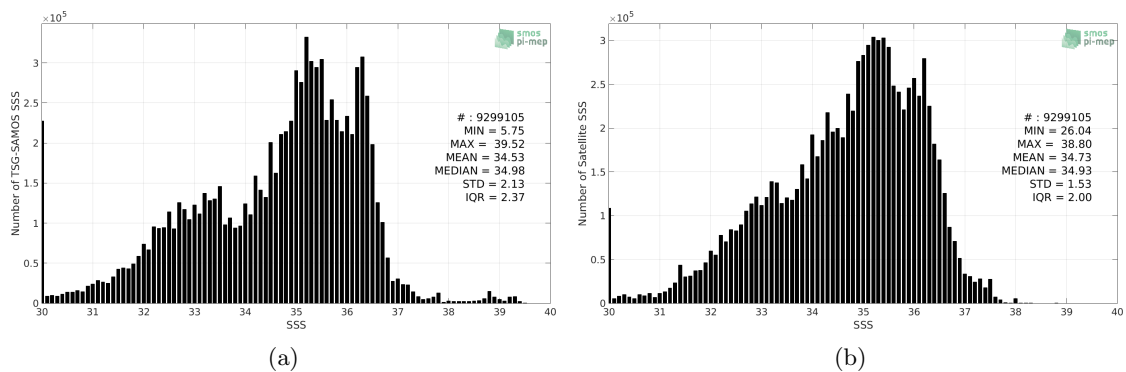 ×10⁵
3
2.5
2
1.5
1
0.5
0
30 31 32 33 34 35 36 37 38 39 40
SSS
Number of TSG-SAMOS SSS
smos
pi-mep
# : 9299105
MIN = 5.75
MAX = 39.52
MEAN = 34.53
MEDIAN = 34.98
STD = 2.13
IQR = 2.37
(a)
×10⁵
3
2.5
2
1.5
1
0.5
0
30 31 32 33 34 35 36 37 38 39 40
SSS
Number of Satellite SSS
smos
pi-mep
# : 9299105
MIN = 26.04
MAX = 38.80
MEAN = 34.73
MEDIAN = 34.93
STD = 1.53
IQR = 2.00
(b)